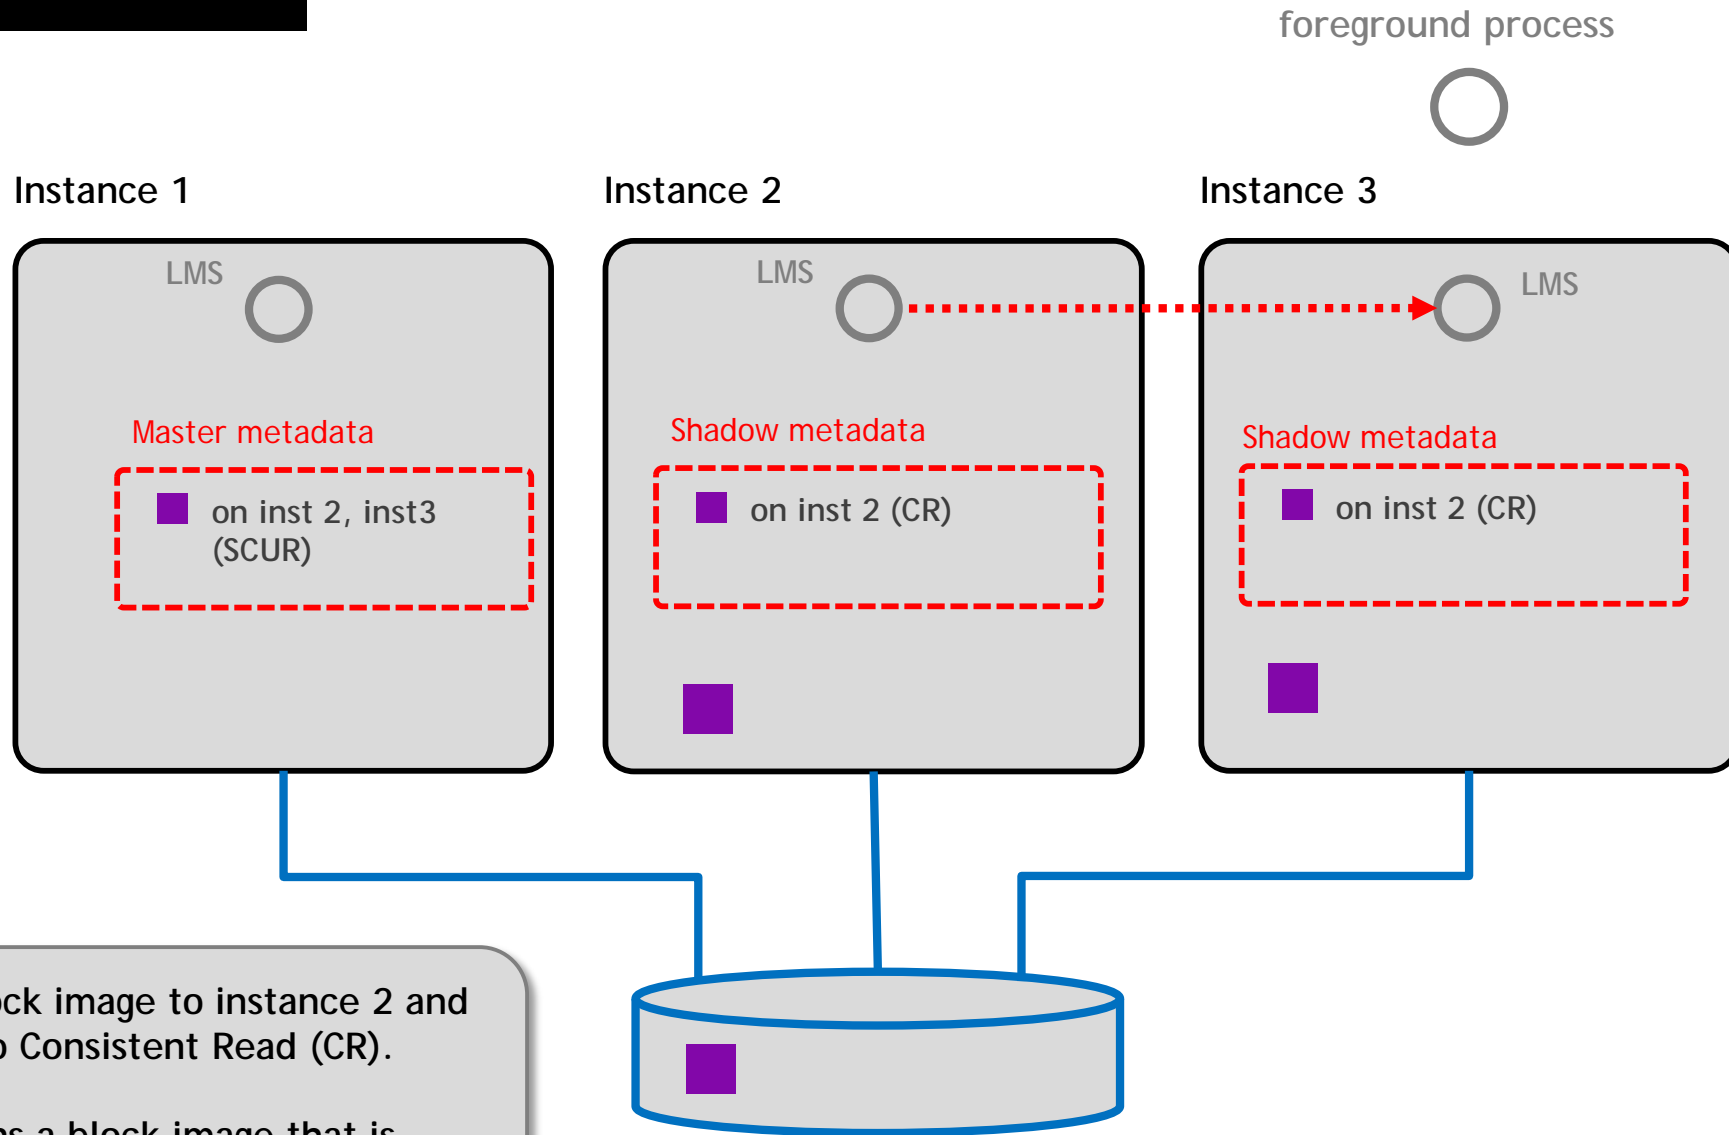 foreground process
Instance 1
Instance 2
Instance 3
LMS
LMS
LMS
Master metadata
on inst 2, inst3
(SCUR)
Shadow metadata
on inst 2 (CR)
Shadow metadata
on inst 2 (CR)
ock image to instance 2 and
Consistent Read (CR).
a block image that is